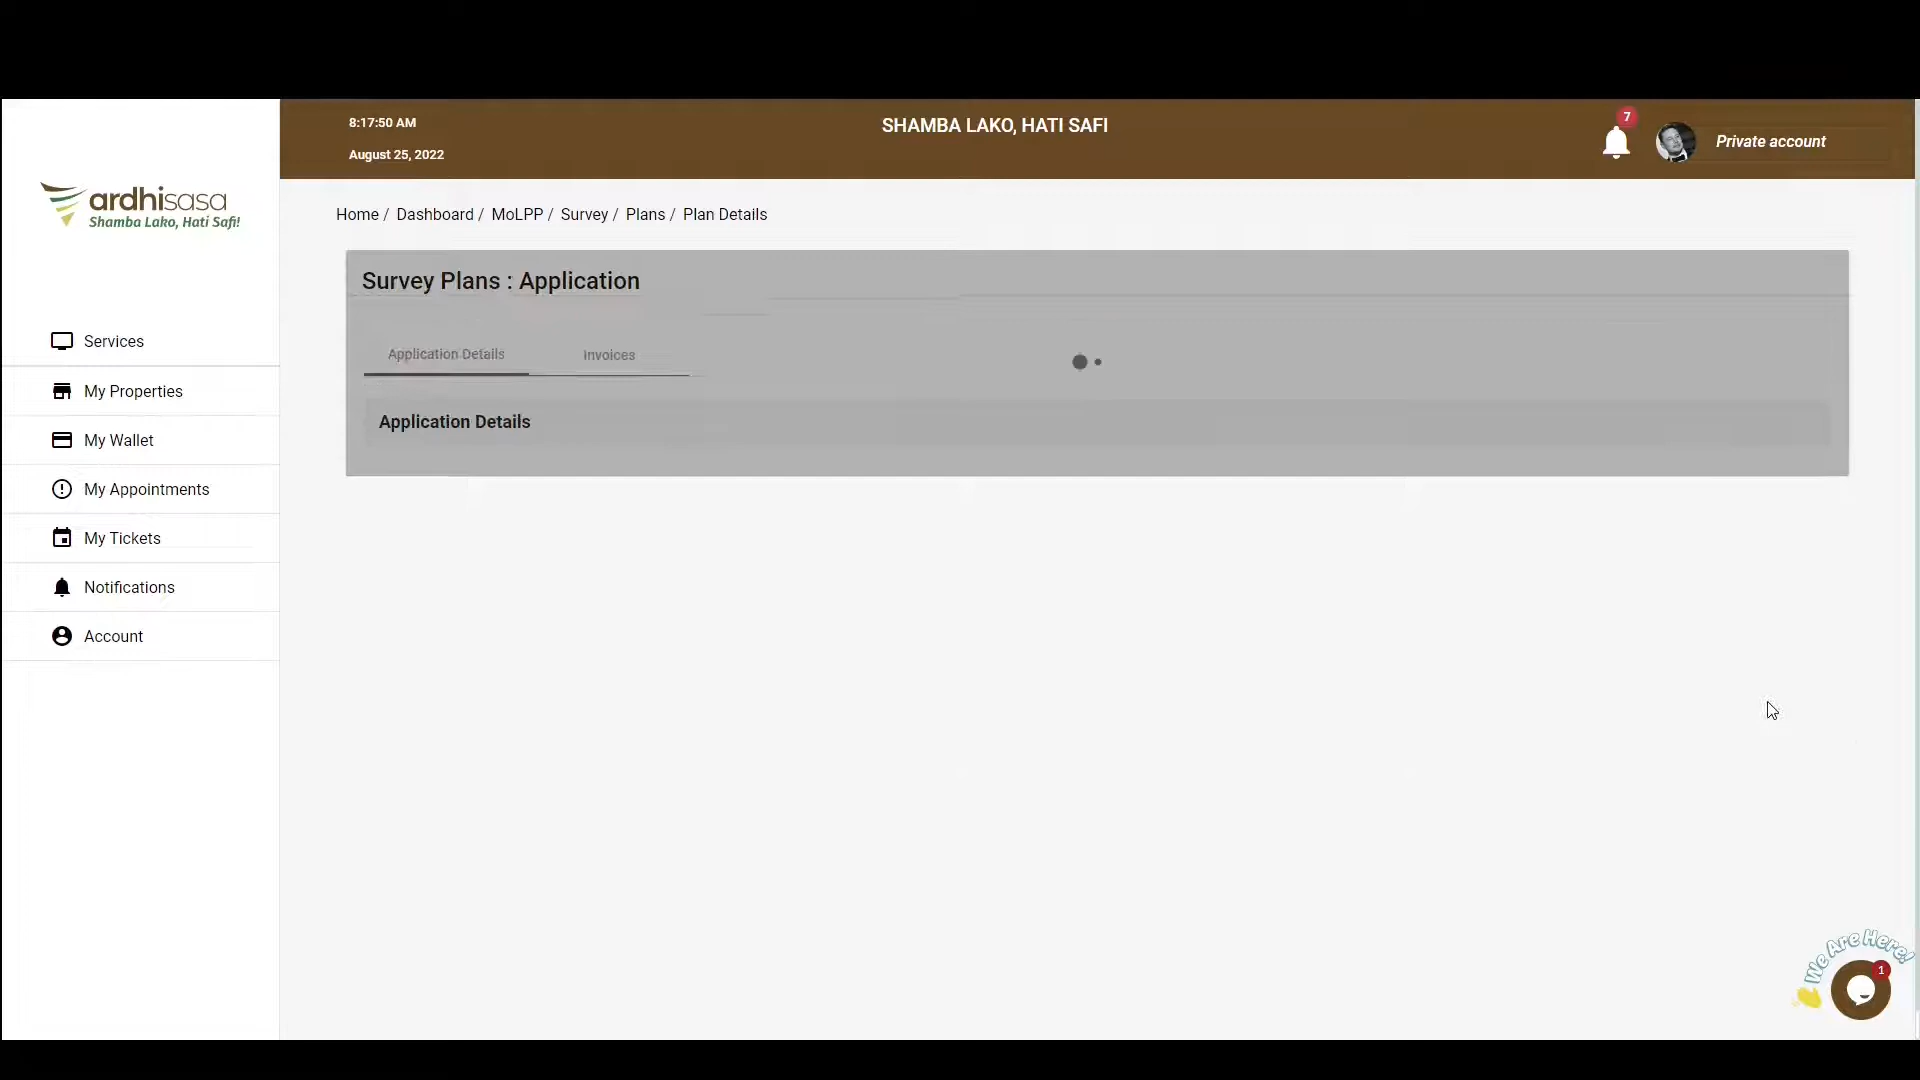 8:17:50 AM
August 25, 2022
SHAMBA LAKO, HATI SAFI
7
Private account
ardhisasa
Shamba Lako, Hati Safi!
Services
My Properties
My Wallet
My Appointments
My Tickets
Notifications
Account
Home / Dashboard / MoLPP / Survey / Plans / Plan Details
Survey Plans : Application
Application Details
Invoices
Application Details
We Are Here!
1